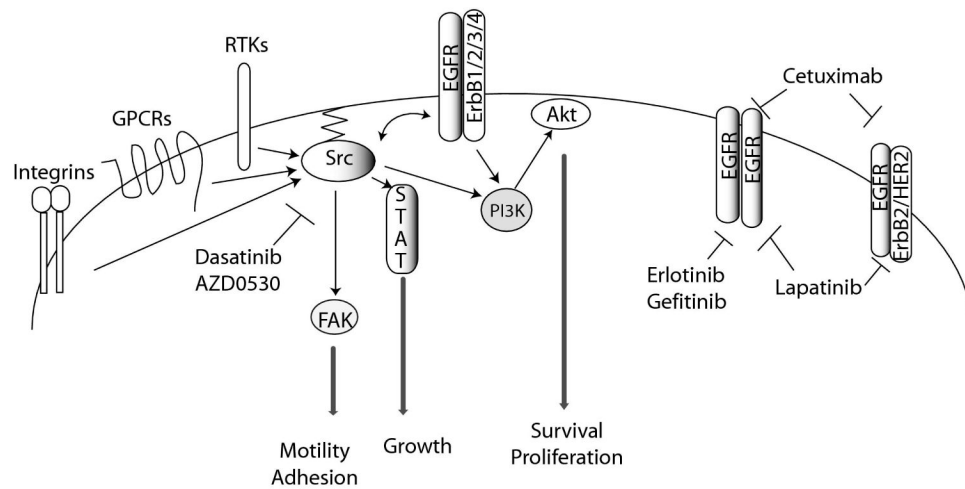 RTKs
GPCRs
Integrins
EGFR
ErbB1/2/3/4
Akt
Src
STAT
PI3K
Dasatinib
AZD0530
FAK
Motility
Adhesion
Growth
Survival
Proliferation
Cetuximab
EGFR
EGFR
EGFR
ErbB2/HER2
Erlotinib
Gefitinib
Lapatinib